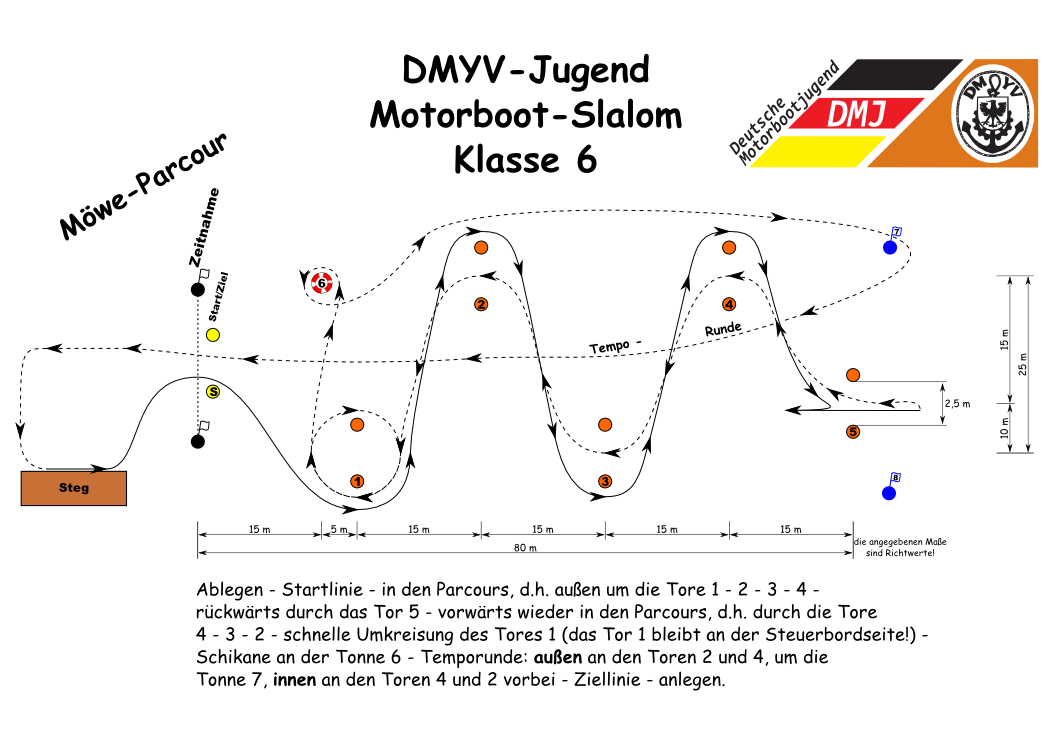 DMYV-Jugend
Motorboot-Slalom
Klasse 6
Deutsche
Motorbootjugend
DMJ
DMYV
Möwe-Parcour
Zeitnahme
Start/Ziel
7
6
2
4
Tempo - Runde
S
5
1
3
8
Steg
15 m
25 m
2,5 m
10 m
15 m
5 m
15 m
15 m
15 m
15 m
80 m
die angegebenen Maße
sind Richtwerte!
Ablegen - Startlinie - in den Parcours, d.h. außen um die Tore 1 - 2 - 3 - 4 -
rückwärts durch das Tor 5 - vorwärts wieder in den Parcours, d.h. durch die Tore
4 - 3 - 2 - schnelle Umkreisung des Tores 1 (das Tor 1 bleibt an der Steuerbordseite!) -
Schikane an der Tonne 6 - Temporunde: außen an den Toren 2 und 4, um die
Tonne 7, innen an den Toren 4 und 2 vorbei - Ziellinie - anlegen.